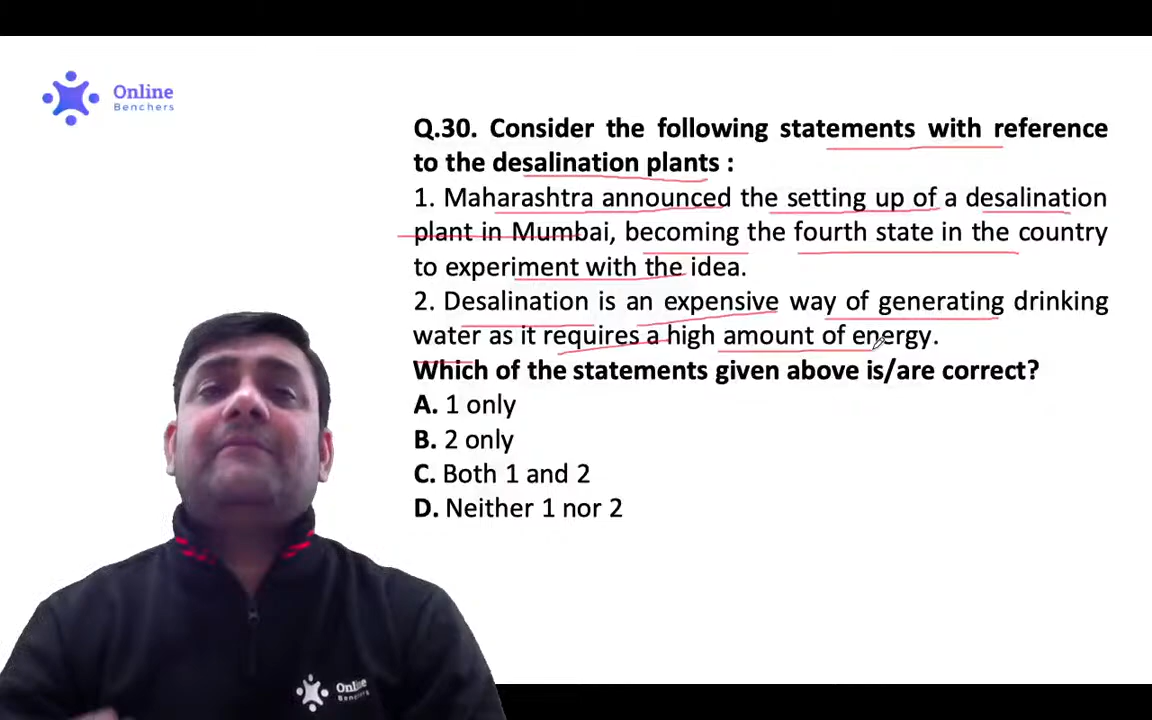 Online
Benchers
Q.30. Consider the following statements with reference
to the desalination plants :
1. Maharashtra announced the setting up of a desalination
plant in Mumbai, becoming the fourth state in the country
to experiment with the idea.
2. Desalination is an expensive way of generating drinking
water as it requires a high amount of energy.
Which of the statements given above is/are correct?
A. 1 only
B. 2 only
C. Both 1 and 2
D. Neither 1 nor 2
Online
Benchers